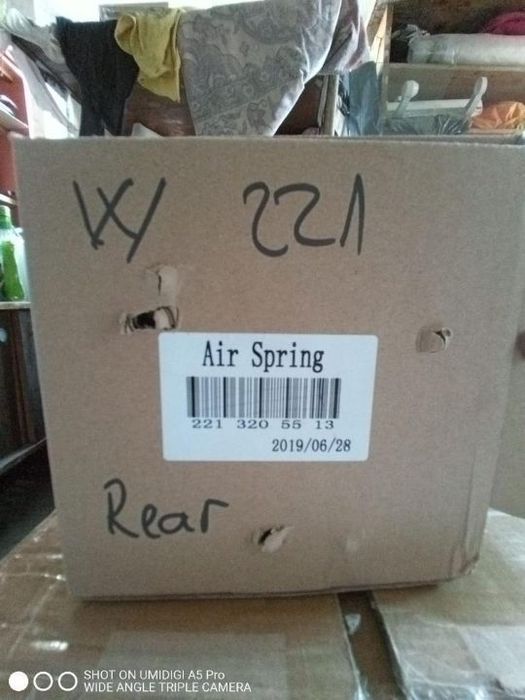 W 221
Air Spring
221 320 55 13
2019/06/28
Rear
SHOT ON UMIDIGI A5 Pro
WIDE ANGLE TRIPLE CAMERA